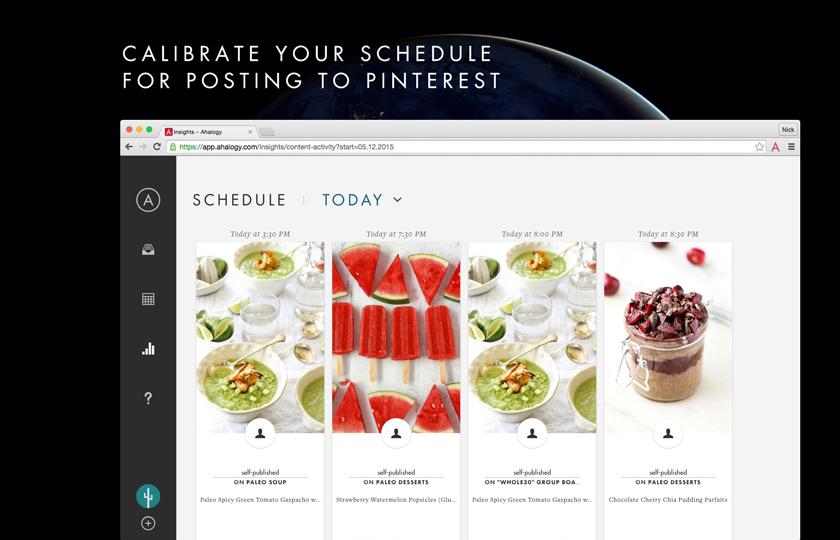 CALIBRATE YOUR SCHEDULE
FOR POSTING TO PINTEREST
Insights – Ahalogy
Nick
https://app.ahalogy.com/insights/content-activity?start=05.12.2015
A
A
SCHEDULE | TODAY
Today at 3:30 PM
Today at 7:30 PM
Today at 8:00 PM
Today at 8:30 PM
self-published
ON PALEO SOUP
Paleo Spicy Green Tomato Gazpacho w..
self-published
ON PALEO DESSERTS
Strawberry Watermelon Popsicles (Glu...
self-published
ON "WHOLE30" GROUP BOA...
Paleo Spicy Green Tomato Gazpacho w..
self-published
ON PALEO DESSERTS
Chocolate Cherry Chia Pudding Parfaits
?